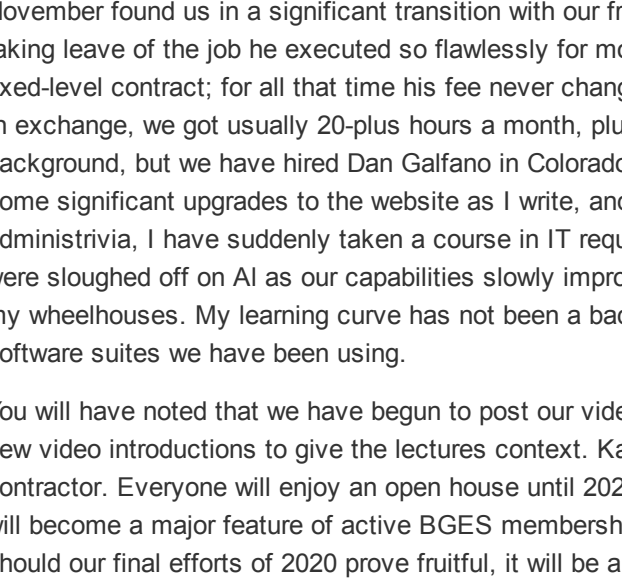 ovember found us in a significant transition with our fr
aking leave of the job he executed so flawlessly for mo
xed-level contract; for all that time his fee never chang
n exchange, we got usually 20-plus hours a month, plu
ackground, but we have hired Dan Galfano in Colorado
ome significant upgrades to the website as I write, and
dministrivia, I have suddenly taken a course in IT requ
were sloughed off on AI as our capabilities slowly impro
my wheelhouses. My learning curve has not been a bad
software suites we have been using.
You will have noted that we have begun to post our vide
new video introductions to give the lectures context. Ka
contractor. Everyone will enjoy an open house until 202
will become a major feature of active BGES membersh
should our final efforts of 2020 prove fruitful, it will be a